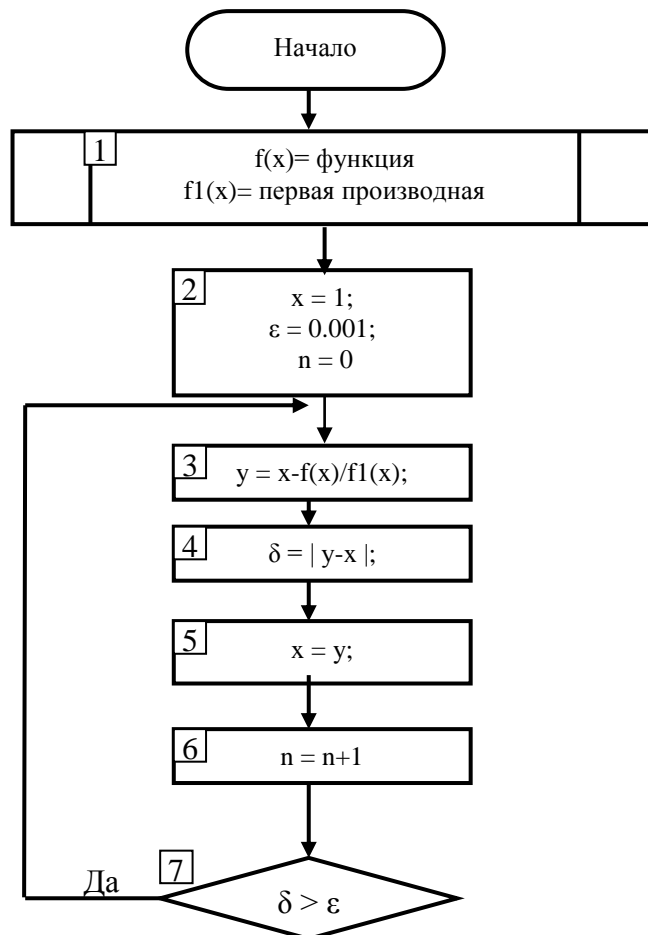 Начало
1
f(x)= функция
f1(x)= первая производная
2
x = 1;
ε = 0.001;
n = 0
3
y = x-f(x)/f1(x);
4
δ = | y-x |;
5
x = y;
6
n = n+1
7
Да
δ > ε